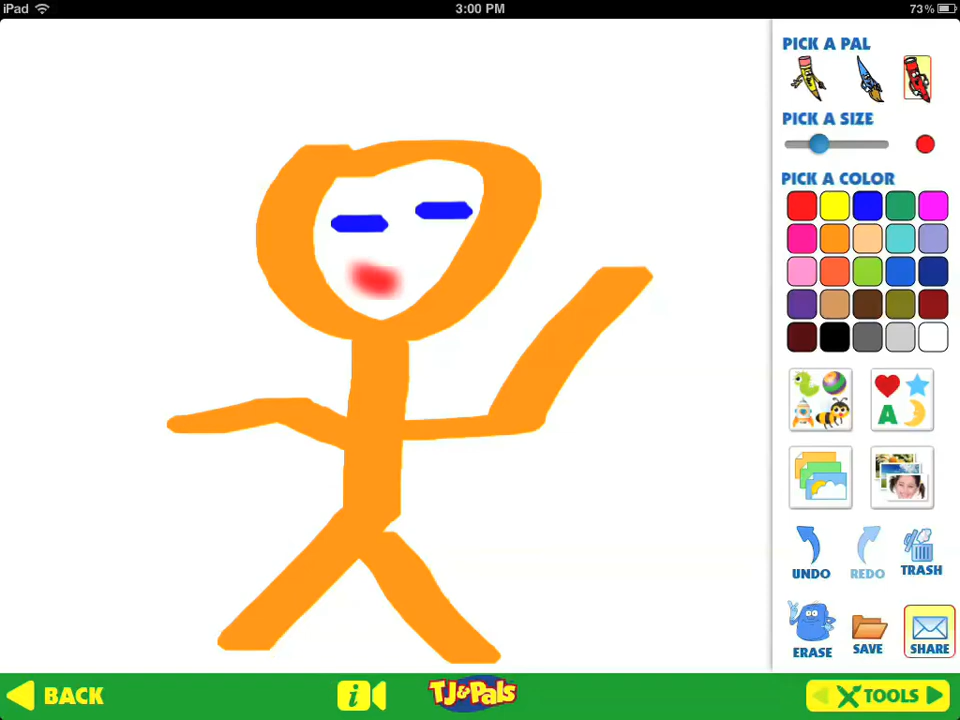 iPad 3:00 PM 73%
PICK A PAL
PICK A SIZE
PICK A COLOR
A
UNDO REDO TRASH
ERASE SAVE SHARE
BACK i TJ&Pals TOOLS